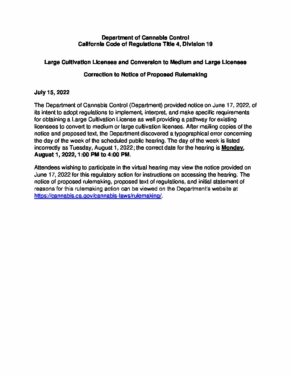 Department of Cannabis Control
California Code of Regulations Title 4, Division 19
Large Cultivation Licenses and Conversion to Medium and Large Licenses
Correction to Notice of Proposed Rulemaking
July 15, 2022
The Department of Cannabis Control (Department) provided notice on June 17, 2022, of
its intent to adopt regulations to implement, interpret, and make specific requirements
for obtaining a Large Cultivation License as well providing a pathway for existing
licensees to convert to medium or large cultivation licenses. After mailing copies of the
notice and proposed text, the Department discovered a typographical error concerning
the day of the week of the scheduled public hearing. The day of the week is listed
incorrectly as Tuesday, August 1, 2022; the correct date for the hearing is Monday,
August 1, 2022, 1:00 PM to 4:00 PM.
Attendees wishing to participate in the virtual hearing may view the notice provided on
June 17, 2022 for this regulatory action for instructions on accessing the hearing. The
notice of proposed rulemaking, proposed text of regulations, and initial statement of
reasons for this rulemaking action can be viewed on the Department's website at
https://cannabis.ca.gov/cannabis-laws/rulemaking/.